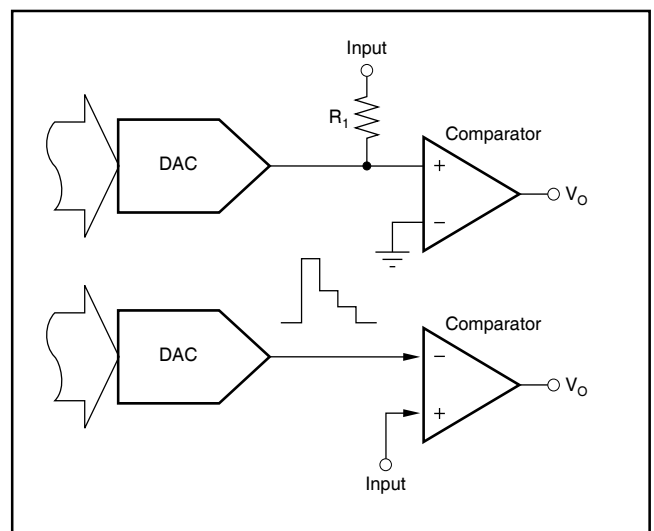 Input
R1
Comparator
DAC
+
−
VO
Comparator
DAC
−
+
VO
Input